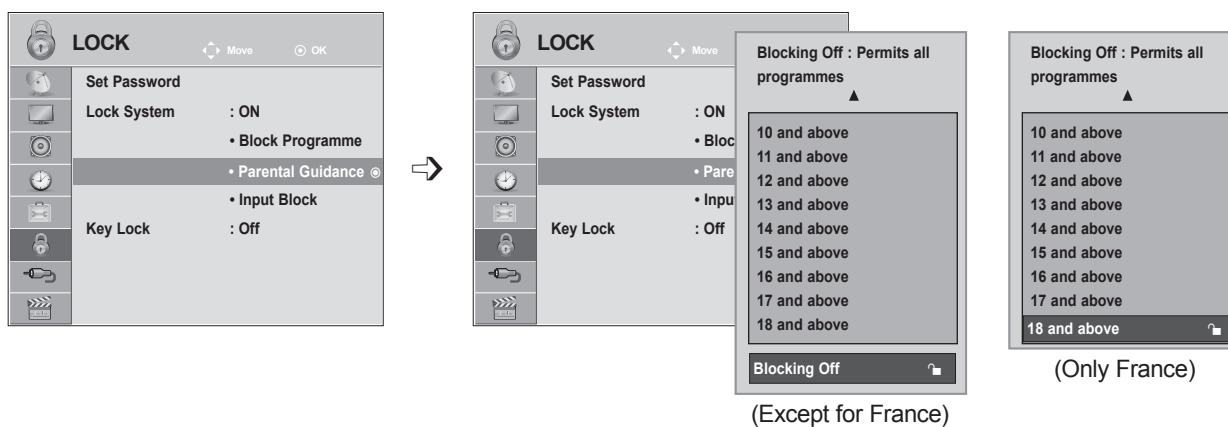 LOCK
Move OK
Set Password
Lock System : ON
• Block Programme
• Parental Guidance
• Input Block
Key Lock : Off
LOCK
Move
Set Password
Lock System : ON
• Bloc
• Pare
• Inpu
Key Lock : Off
Blocking Off : Permits all
programmes
10 and above
11 and above
12 and above
13 and above
14 and above
15 and above
16 and above
17 and above
18 and above
Blocking Off
(Except for France)
Blocking Off : Permits all
programmes
10 and above
11 and above
12 and above
13 and above
14 and above
15 and above
16 and above
17 and above
18 and above
(Only France)